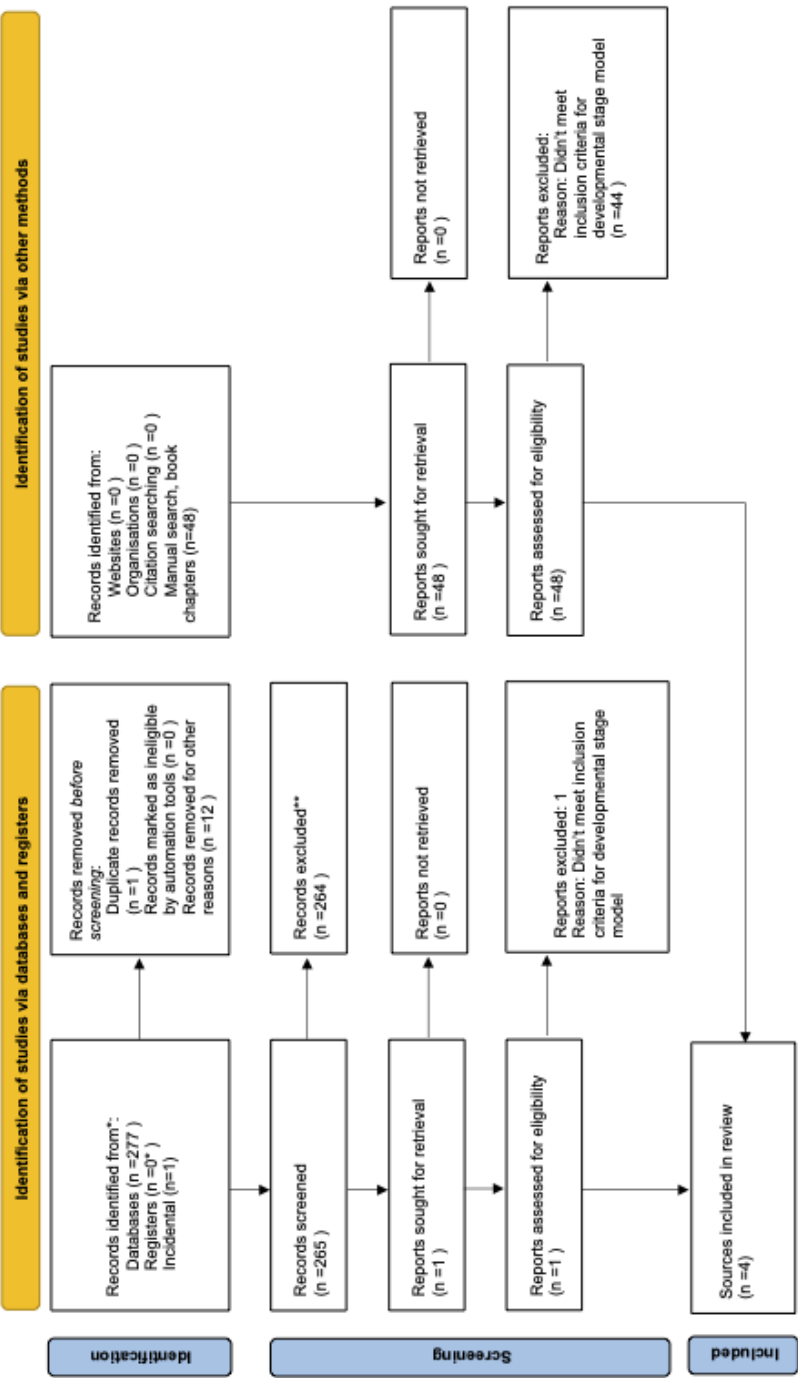 Identification of studies via databases and registers
Identification of studies via other methods
Identification
Records identified from*:
Databases (n =277 )
Registers (n =0* )
Incidental (n=1)
Records removed before
screening:
Duplicate records removed
(n =1 )
Records marked as ineligible
by automation tools (n =0 )
Records removed for other
reasons (n =12 )
Records identified from:
Websites (n =0 )
Organisations (n =0 )
Citation searching (n =0 )
Manual search, book
chapters (n=48)
Screening
Records screened
(n =265 )
Records excluded**
(n =264 )
Reports sought for retrieval
(n =1 )
Reports not retrieved
(n =0 )
Reports sought for retrieval
(n =48 )
Reports not retrieved
(n =0 )
Reports assessed for eligibility
(n =1 )
Reports excluded: 1
Reason: Didn't meet inclusion
criteria for developmental stage
model
Reports assessed for eligibility
(n =48)
Reports excluded:
Reason: Didn't meet
inclusion criteria for
developmental stage model
(n =44 )
Included
Sources included in review
(n =4)